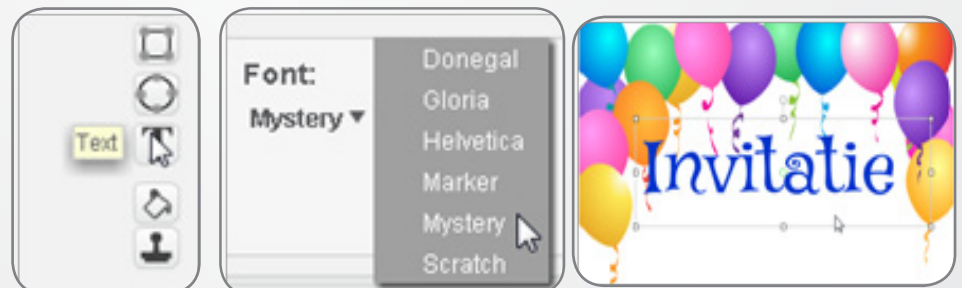 Text
Font:
Mystery
Donegal
Gloria
Helvetica
Marker
Mystery
Scratch
Invitatie